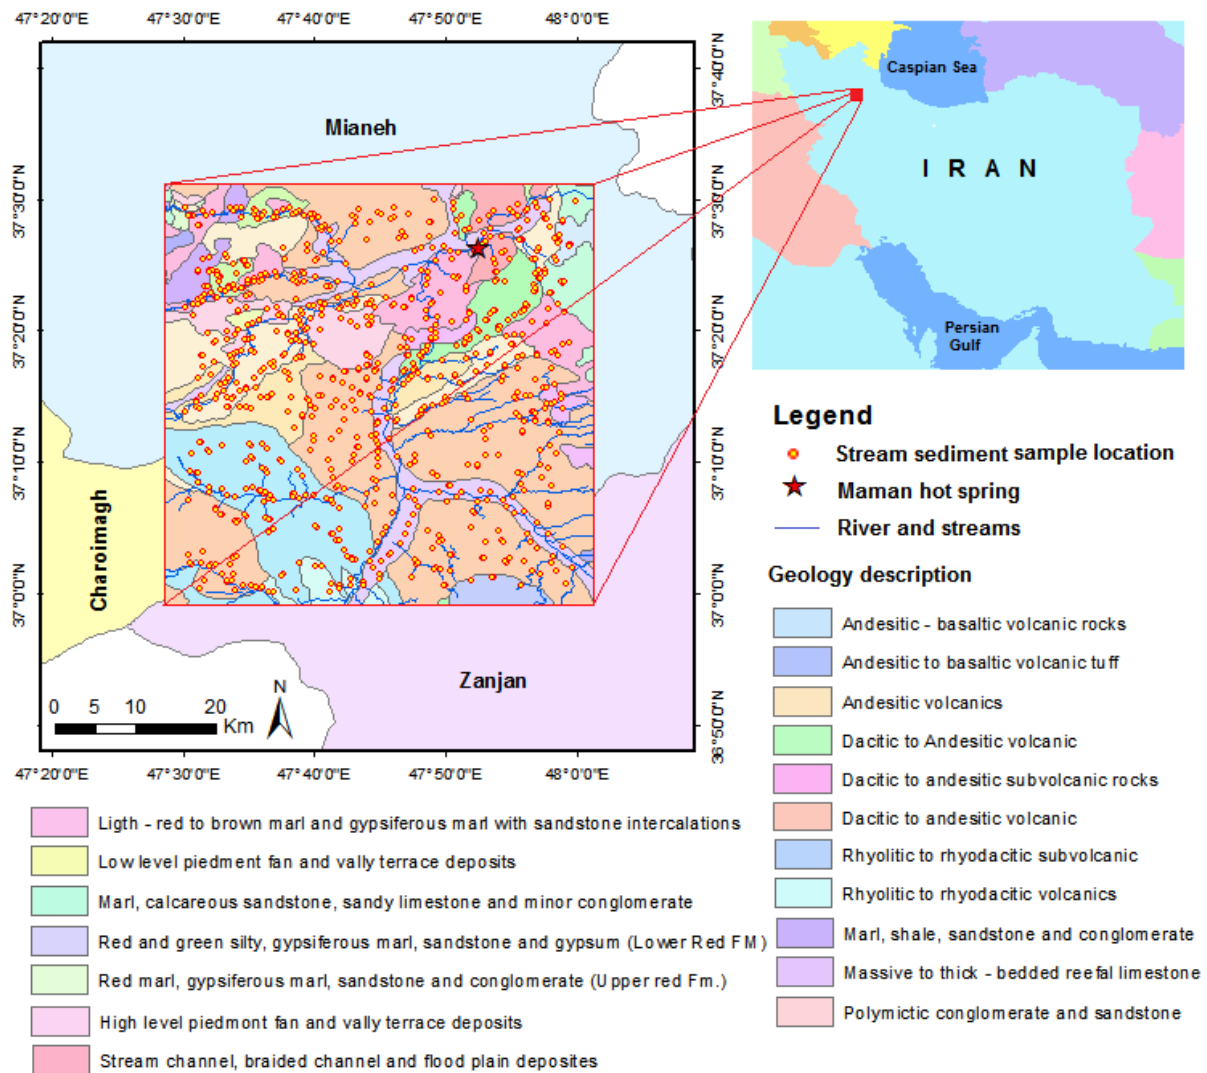 47°20'0"E 47°30'0"E 47°40'0"E 47°50'0"E 48°0'0"E
37°40'0"N
37°30'0"N
37°20'0"N
37°10'0"N
37°0'0"N
36°50'0"N
37°30'0"N
37°20'0"N
37°10'0"N
37°0'0"N
Mianeh
Charoimagh
Zanjan
0 5 10 20
Km
N
47°20'0"E 47°30'0"E 47°40'0"E 47°50'0"E 48°0'0"E
Caspian Sea
I R A N
Persian
Gulf
Legend
Stream sediment sample location
Maman hot spring
River and streams
Geology description
Andesitic - basaltic volcanic rocks
Andesitic to basaltic volcanic tuff
Andesitic volcanics
Dacitic to Andesitic volcanic
Dacitic to andesitic subvolcanic rocks
Dacitic to andesitic volcanic
Rhyolitic to rhyodacitic subvolcanic
Rhyolitic to rhyodacitic volcanics
Marl, shale, sandstone and conglomerate
Massive to thick - bedded reefal limestone
Polymictic conglomerate and sandstone
Ligth - red to brown marl and gypsiferous marl with sandstone intercalations
Low level piedment fan and vally terrace deposits
Marl, calcareous sandstone, sandy limestone and minor conglomerate
Red and green silty, gypsiferous marl, sandstone and gypsum (Lower Red FM)
Red marl, gypsiferous marl, sandstone and conglomerate (Upper red Fm.)
High level piedmont fan and vally terrace deposits
Stream channel, braided channel and flood plain deposites